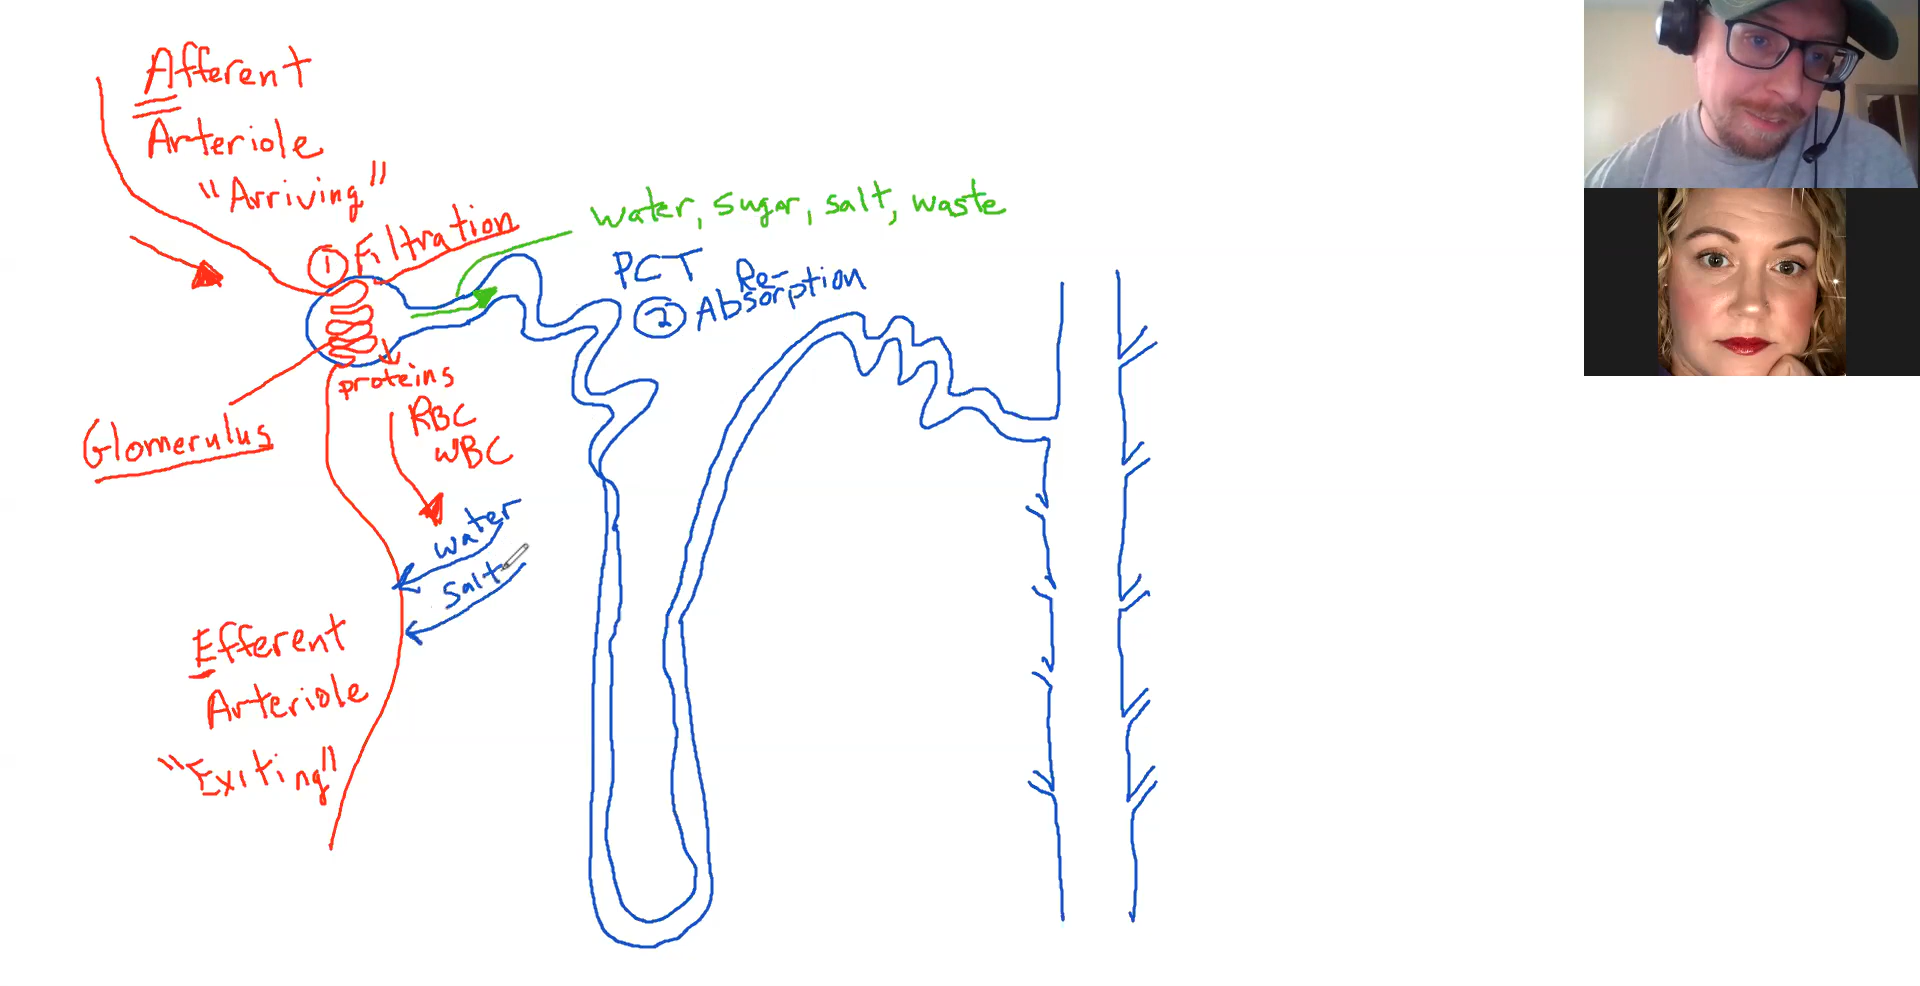 Afferent
Arteriole
"Arriving"
① Filtration
water, sugar, salt, waste
PCT
② Re-
Absorption
proteins
RBC
WBC
Glomerulus
water
salt
Efferent
Arteriole
"Exiting"